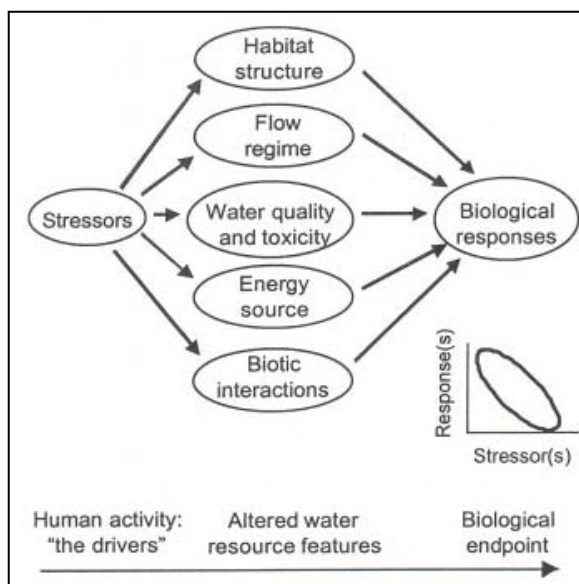 Habitat
structure
Flow
regime
Stressors
Water quality
and toxicity
Biological
responses
Energy
source
Biotic
interactions
Response(s)
Stressor(s)
Human activity:
"the drivers"
Altered water
resource features
Biological
endpoint